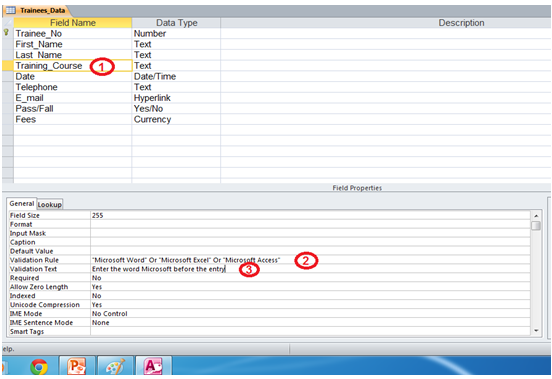 Trainees_Data
Field Name Data Type Description
Trainee_No Number
First_Name Text
Last_Name Text
Training_Course 1 Text
Date Date/Time
Telephone Text
E_mail Hyperlink
Pass/Fall Yes/No
Fees Currency
Field Properties
General Lookup
Field Size 255
Format
Input Mask
Caption
Default Value
Validation Rule "Microsoft Word" Or "Microsoft Excel" Or "Microsoft Access" 2
Validation Text Enter the word Microsoft before the entry 3
Required No
Allow Zero Length Yes
Indexed No
Unicode Compression Yes
IME Mode No Control
IME Sentence Mode None
Smart Tags
elp.